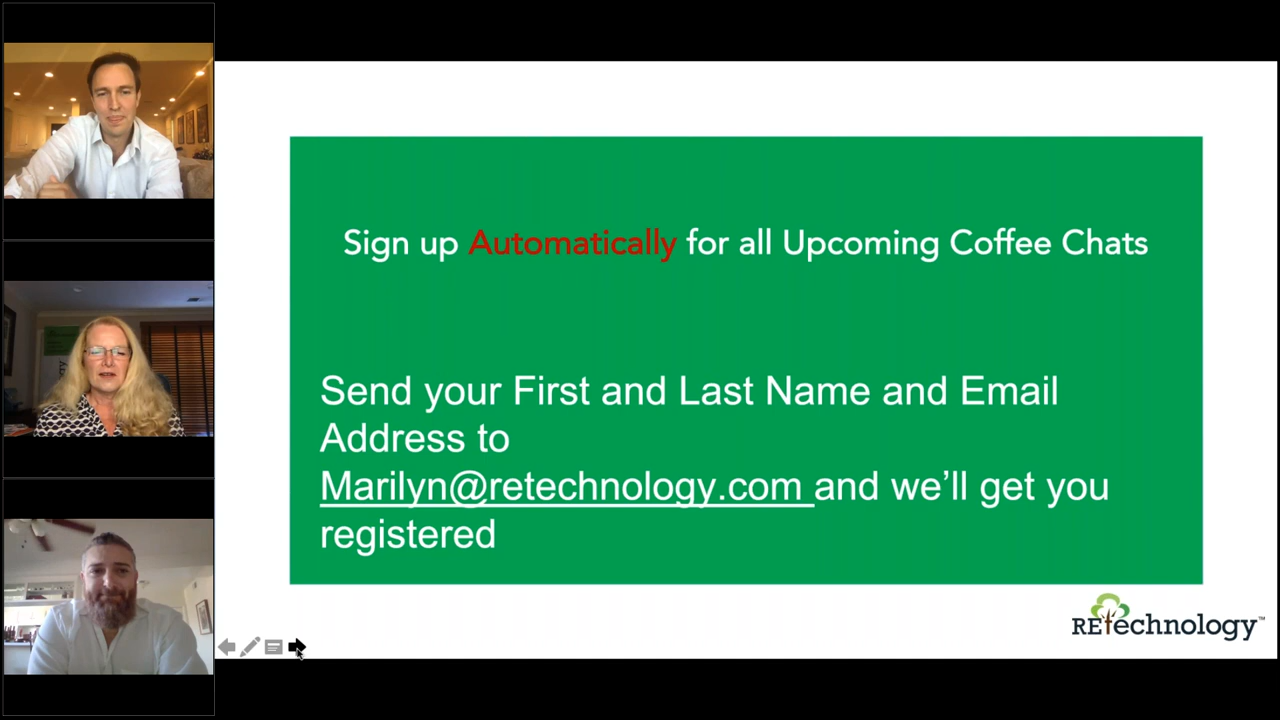 Sign up Automatically for all Upcoming Coffee Chats
Send your First and Last Name and Email
Address to
Marilyn@retechnology.com and we’ll get you
registered
REtechnology™